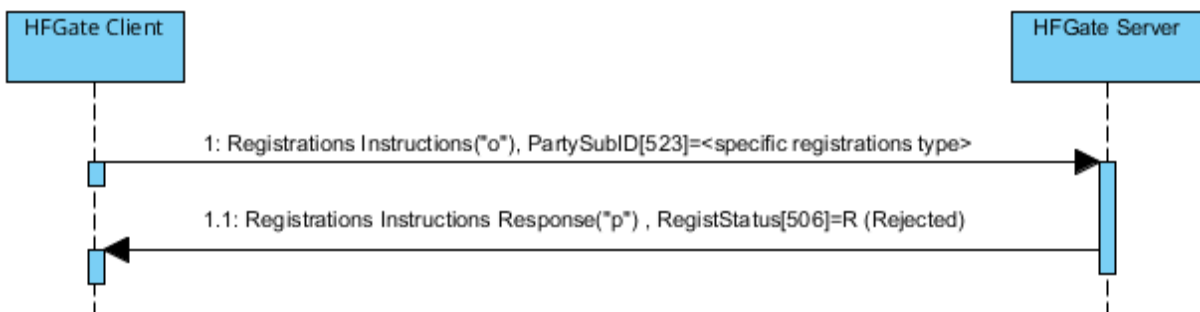 HFGate Client
HFGate Server
1: Registrations Instructions("o"), PartySubID[523]=<specific registrations type>
1.1: Registrations Instructions Response("p") , RegistStatus[506]=R (Rejected)